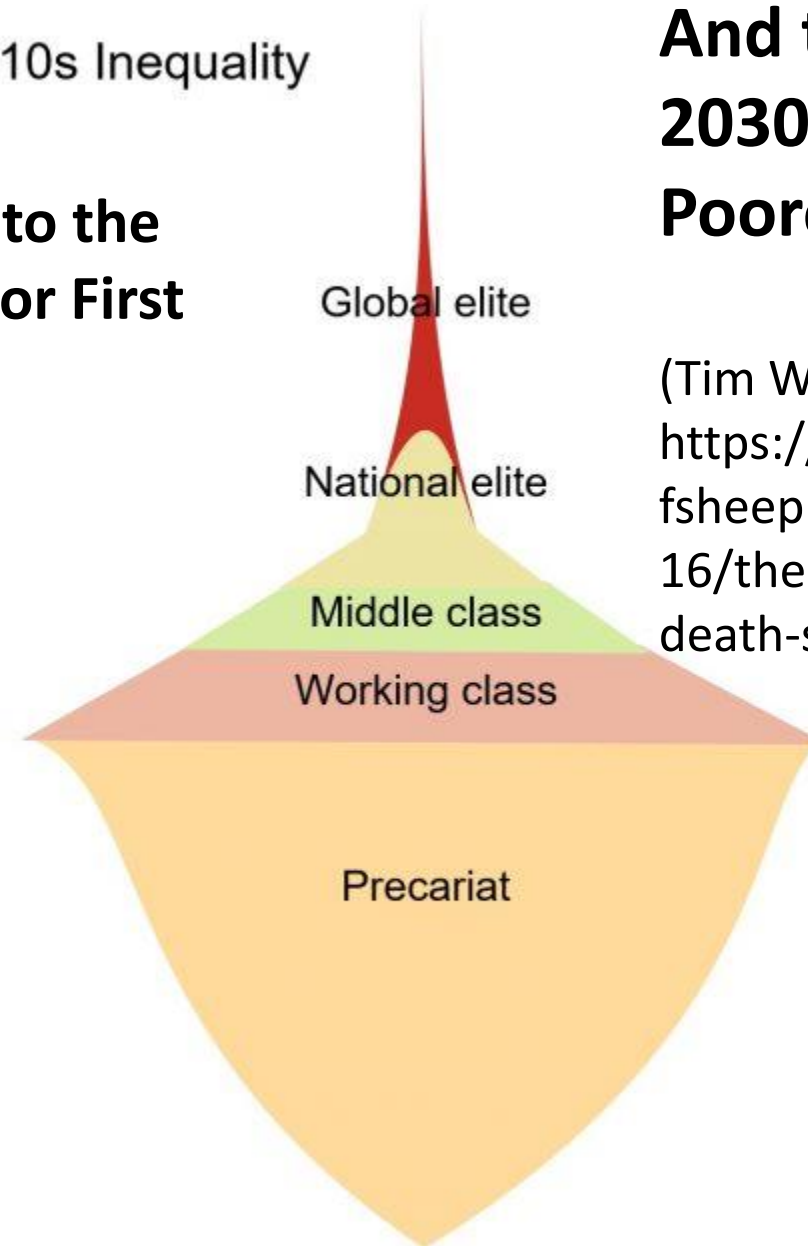 10s Inequality
to the
or First
Global elite
National elite
Middle class
Working class
Precariat
And t
2030
Poor
(Tim W
https:/
fsheep
16/the
death-s